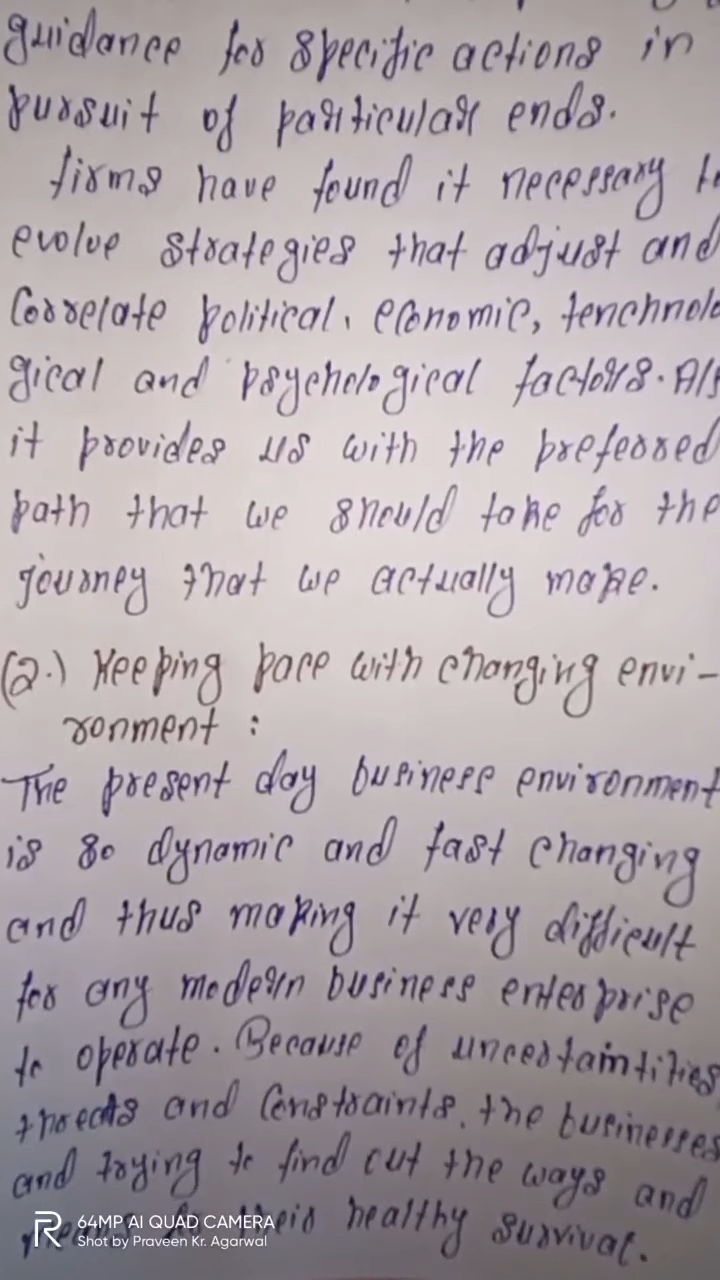 guidance for specific actions in
pursuit of particular ends.
firms have found it necessary to
evolve strategies that adjust and
Correlate political, economic, tenchnolo
gical and psychological factors. Als
it provides us with the preferred
path that we should take for the
journey that we actually make.
(2.) Keeping pace with changing envi-
ronment :
The present day business environment
is so dynamic and fast changing
and thus making it very difficult
for any modern business enterprise
to operate. Because of uncertaintities
threats and Constraints, the businesses
and trying to find out the ways and
their healthy survival.
64MP AI QUAD CAMERA
Shot by Praveen Kr. Agarwal